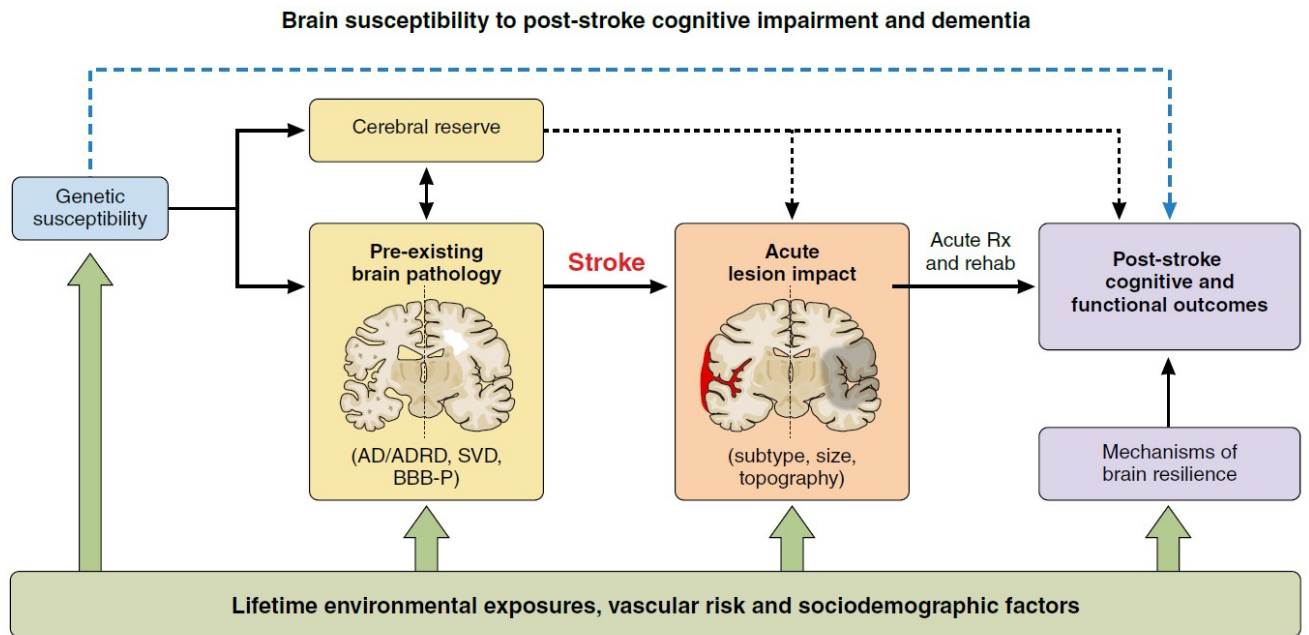 Brain susceptibility to post-stroke cognitive impairment and dementia
Cerebral reserve
Genetic
susceptibility
Pre-existing
brain pathology
(AD/ADRD, SVD,
BBB-P)
Stroke
Acute
lesion impact
(subtype, size,
topography)
Acute Rx
and rehab
Post-stroke
cognitive and
functional outcomes
Mechanisms of
brain resilience
Lifetime environmental exposures, vascular risk and sociodemographic factors